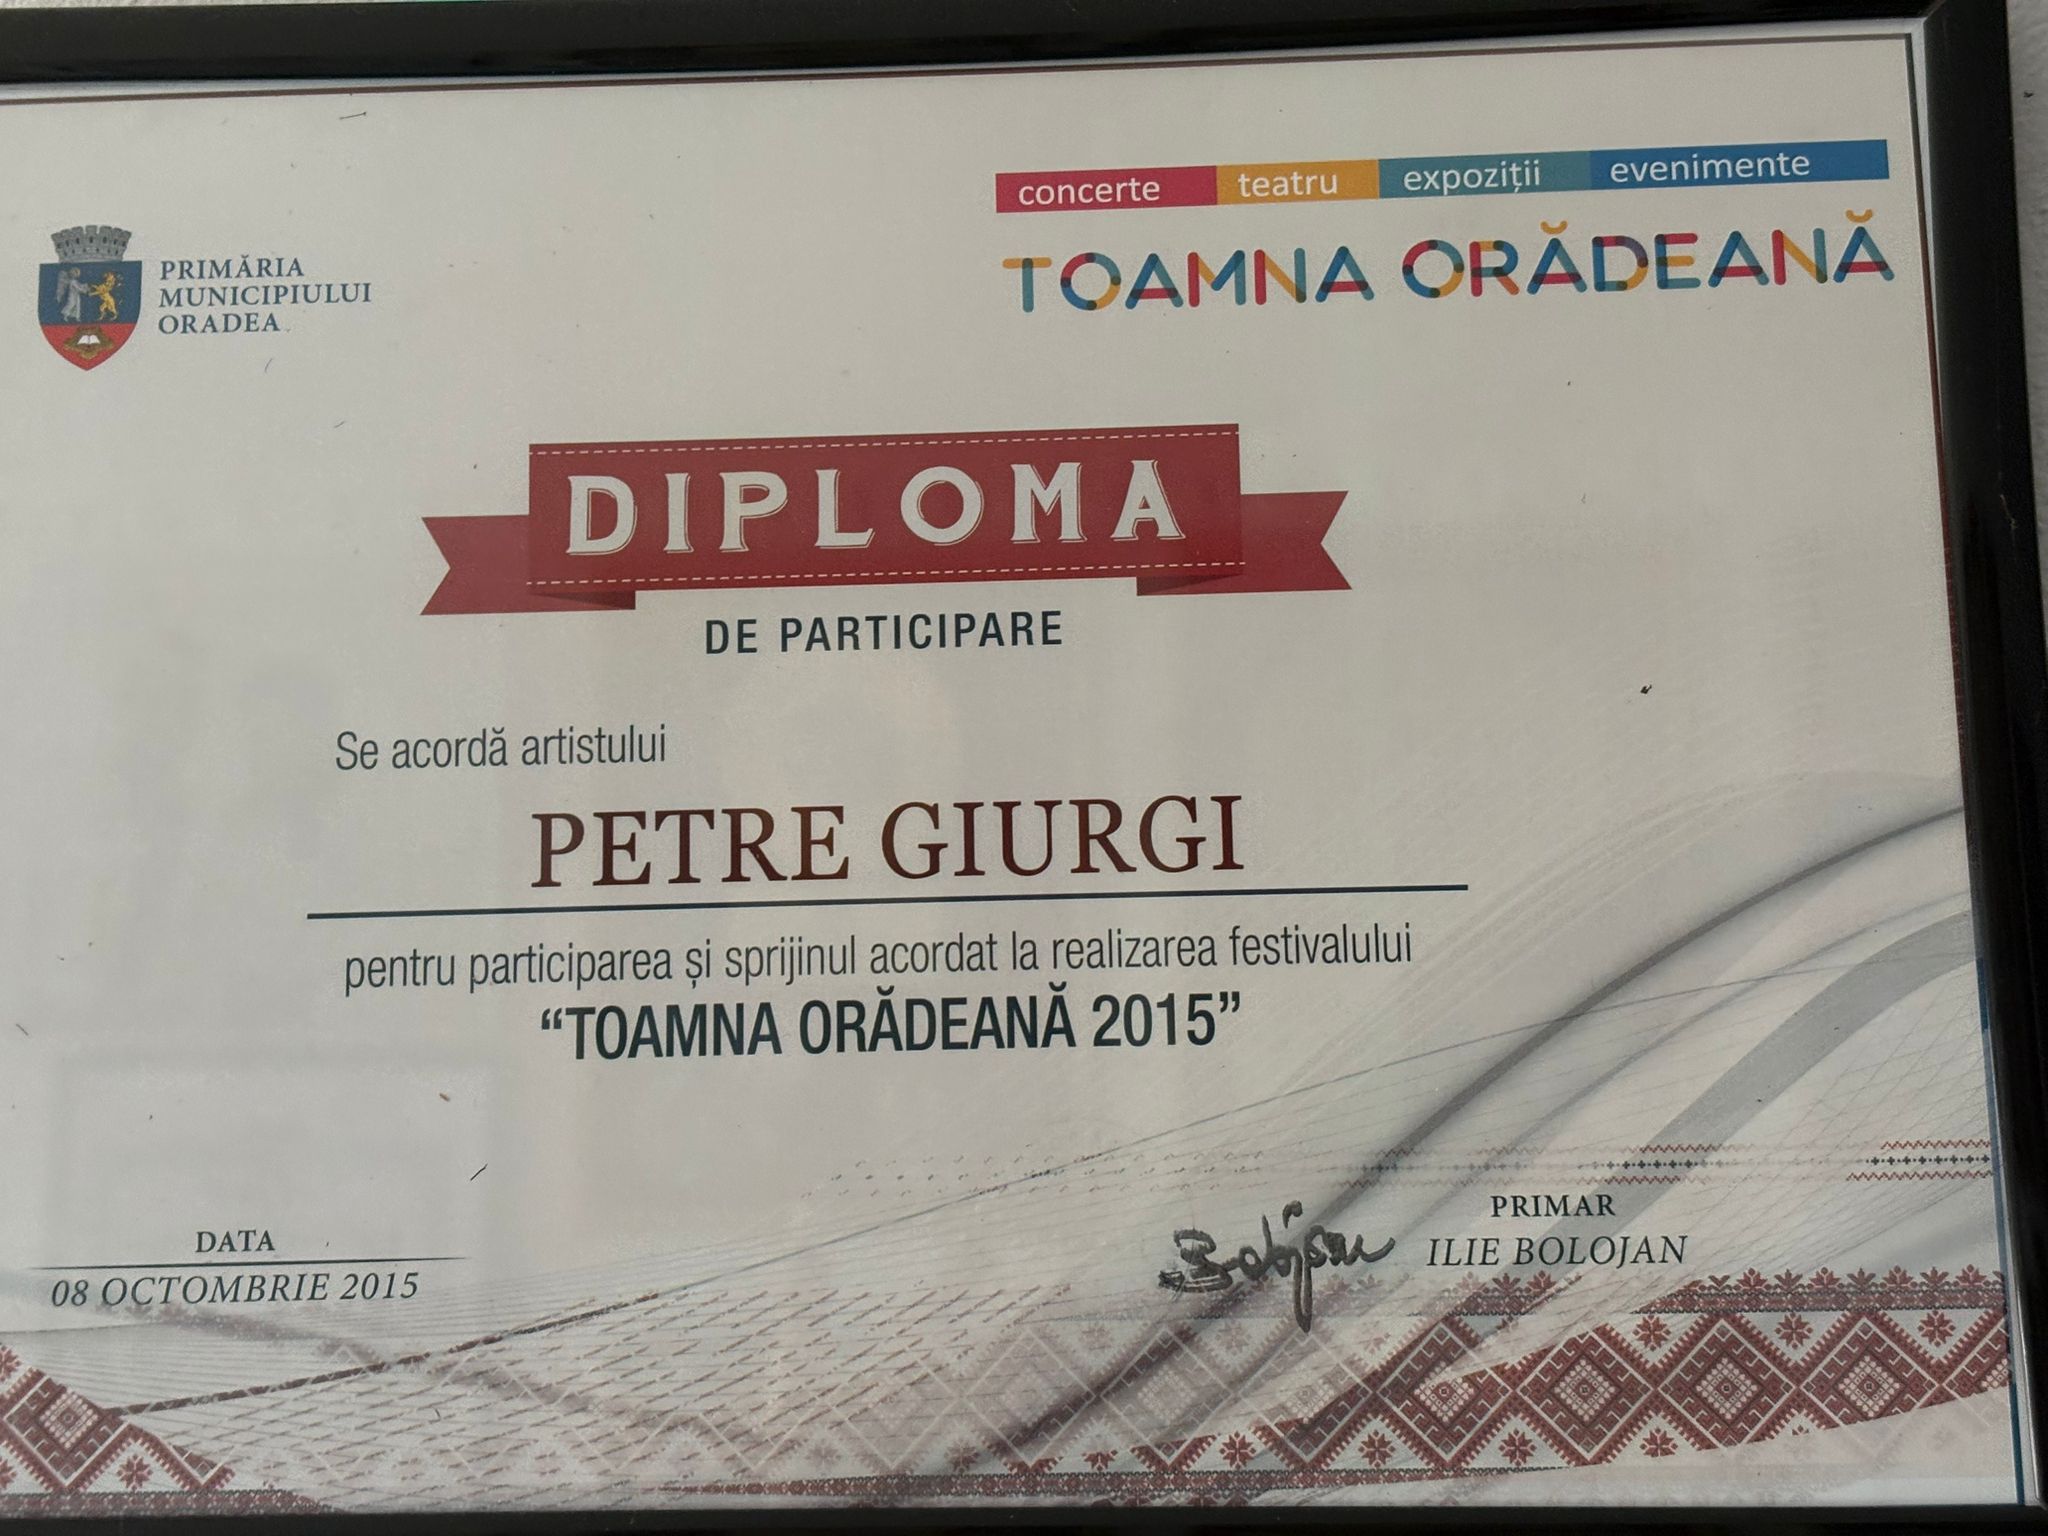 concerte teatru expoziții evenimente
TOAMNA ORĂDEANĂ
PRIMĂRIA
MUNICIPIULUI
ORADEA
DIPLOMA
DE PARTICIPARE
Se acordă artistului
PETRE GIURGI
pentru participarea și sprijinul acordat la realizarea festivalului
“TOAMNA ORĂDEANĂ 2015”
DATA
08 OCTOMBRIE 2015
PRIMAR
Bolojan ILIE BOLOJAN